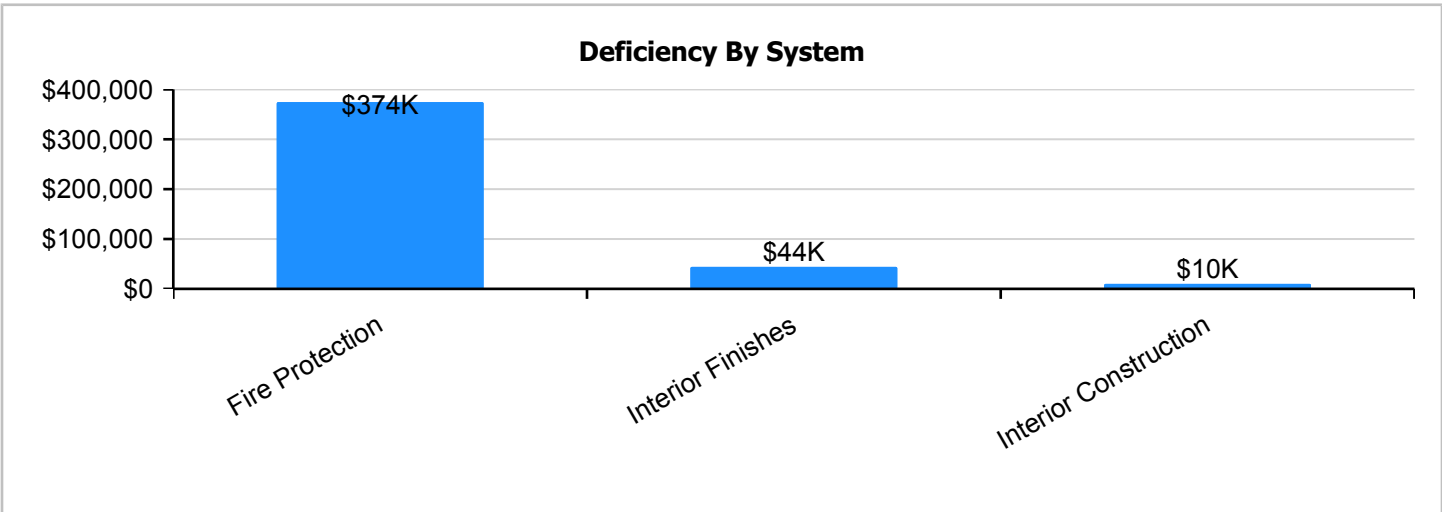 Deficiency By System
$400,000
$374K
$300,000
$200,000
$100,000
$44K
$10K
$0
Fire Protection
Interior Finishes
Interior Construction